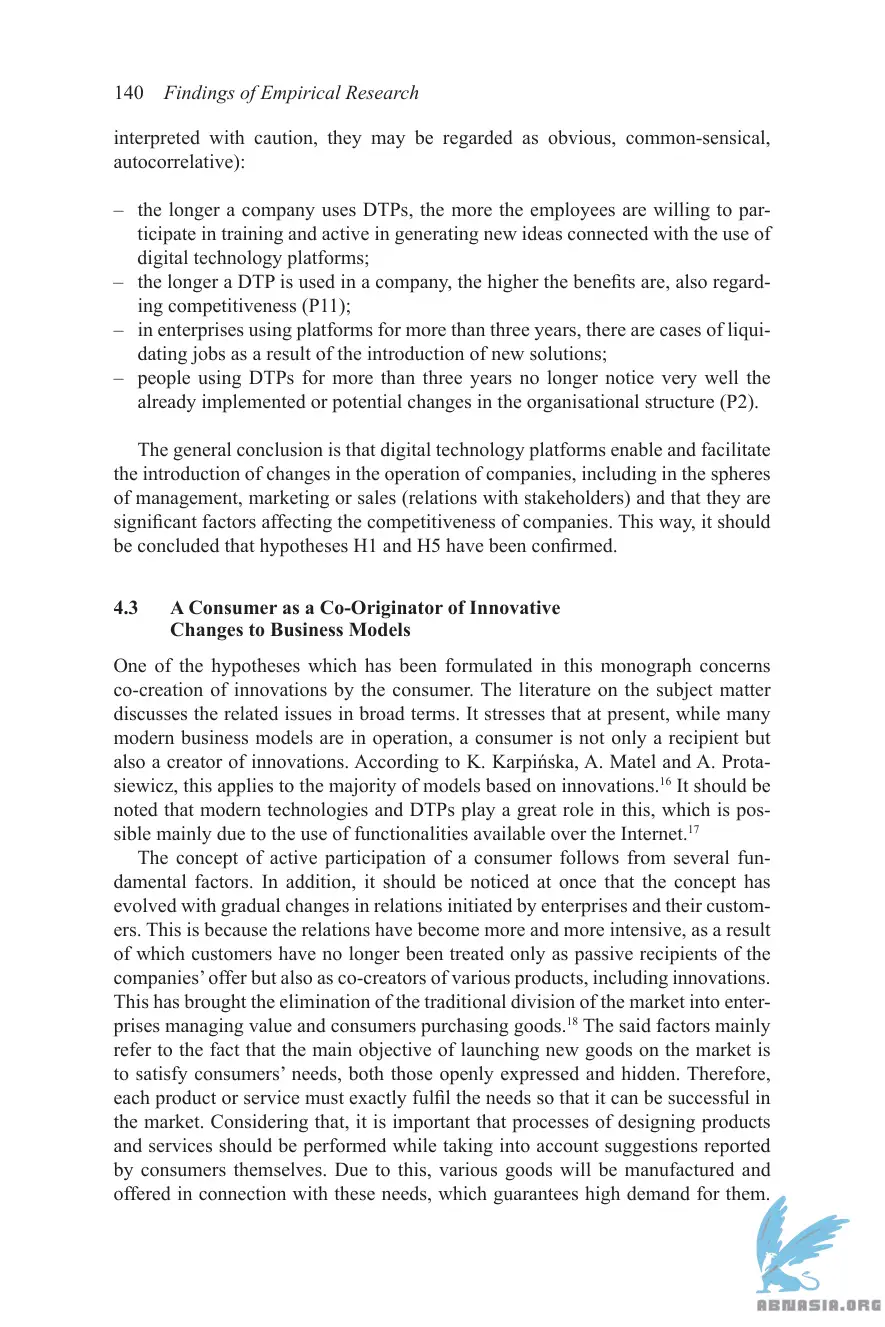 140 Findings of Empirical Research
interpreted with caution, they may be regarded as obvious, common-sensical,
autocorrelative):
– the longer a company uses DTPs, the more the employees are willing to par-
ticipate in training and active in generating new ideas connected with the use of
digital technology platforms;
– the longer a DTP is used in a company, the higher the benefits are, also regard-
ing competitiveness (P11);
– in enterprises using platforms for more than three years, there are cases of liqui-
dating jobs as a result of the introduction of new solutions;
– people using DTPs for more than three years no longer notice very well the
already implemented or potential changes in the organisational structure (P2).
The general conclusion is that digital technology platforms enable and facilitate
the introduction of changes in the operation of companies, including in the spheres
of management, marketing or sales (relations with stakeholders) and that they are
significant factors affecting the competitiveness of companies. This way, it should
be concluded that hypotheses H1 and H5 have been confirmed.
4.3 A Consumer as a Co-Originator of Innovative
Changes to Business Models
One of the hypotheses which has been formulated in this monograph concerns
co-creation of innovations by the consumer. The literature on the subject matter
discusses the related issues in broad terms. It stresses that at present, while many
modern business models are in operation, a consumer is not only a recipient but
also a creator of innovations. According to K. Karpińska, A. Matel and A. Prota-
siewicz, this applies to the majority of models based on innovations.16 It should be
noted that modern technologies and DTPs play a great role in this, which is pos-
sible mainly due to the use of functionalities available over the Internet.17
The concept of active participation of a consumer follows from several fun-
damental factors. In addition, it should be noticed at once that the concept has
evolved with gradual changes in relations initiated by enterprises and their custom-
ers. This is because the relations have become more and more intensive, as a result
of which customers have no longer been treated only as passive recipients of the
companies’ offer but also as co-creators of various products, including innovations.
This has brought the elimination of the traditional division of the market into enter-
prises managing value and consumers purchasing goods.18 The said factors mainly
refer to the fact that the main objective of launching new goods on the market is
to satisfy consumers’ needs, both those openly expressed and hidden. Therefore,
each product or service must exactly fulfil the needs so that it can be successful in
the market. Considering that, it is important that processes of designing products
and services should be performed while taking into account suggestions reported
by consumers themselves. Due to this, various goods will be manufactured and
offered in connection with these needs, which guarantees high demand for them.
ABNASIA.ORG